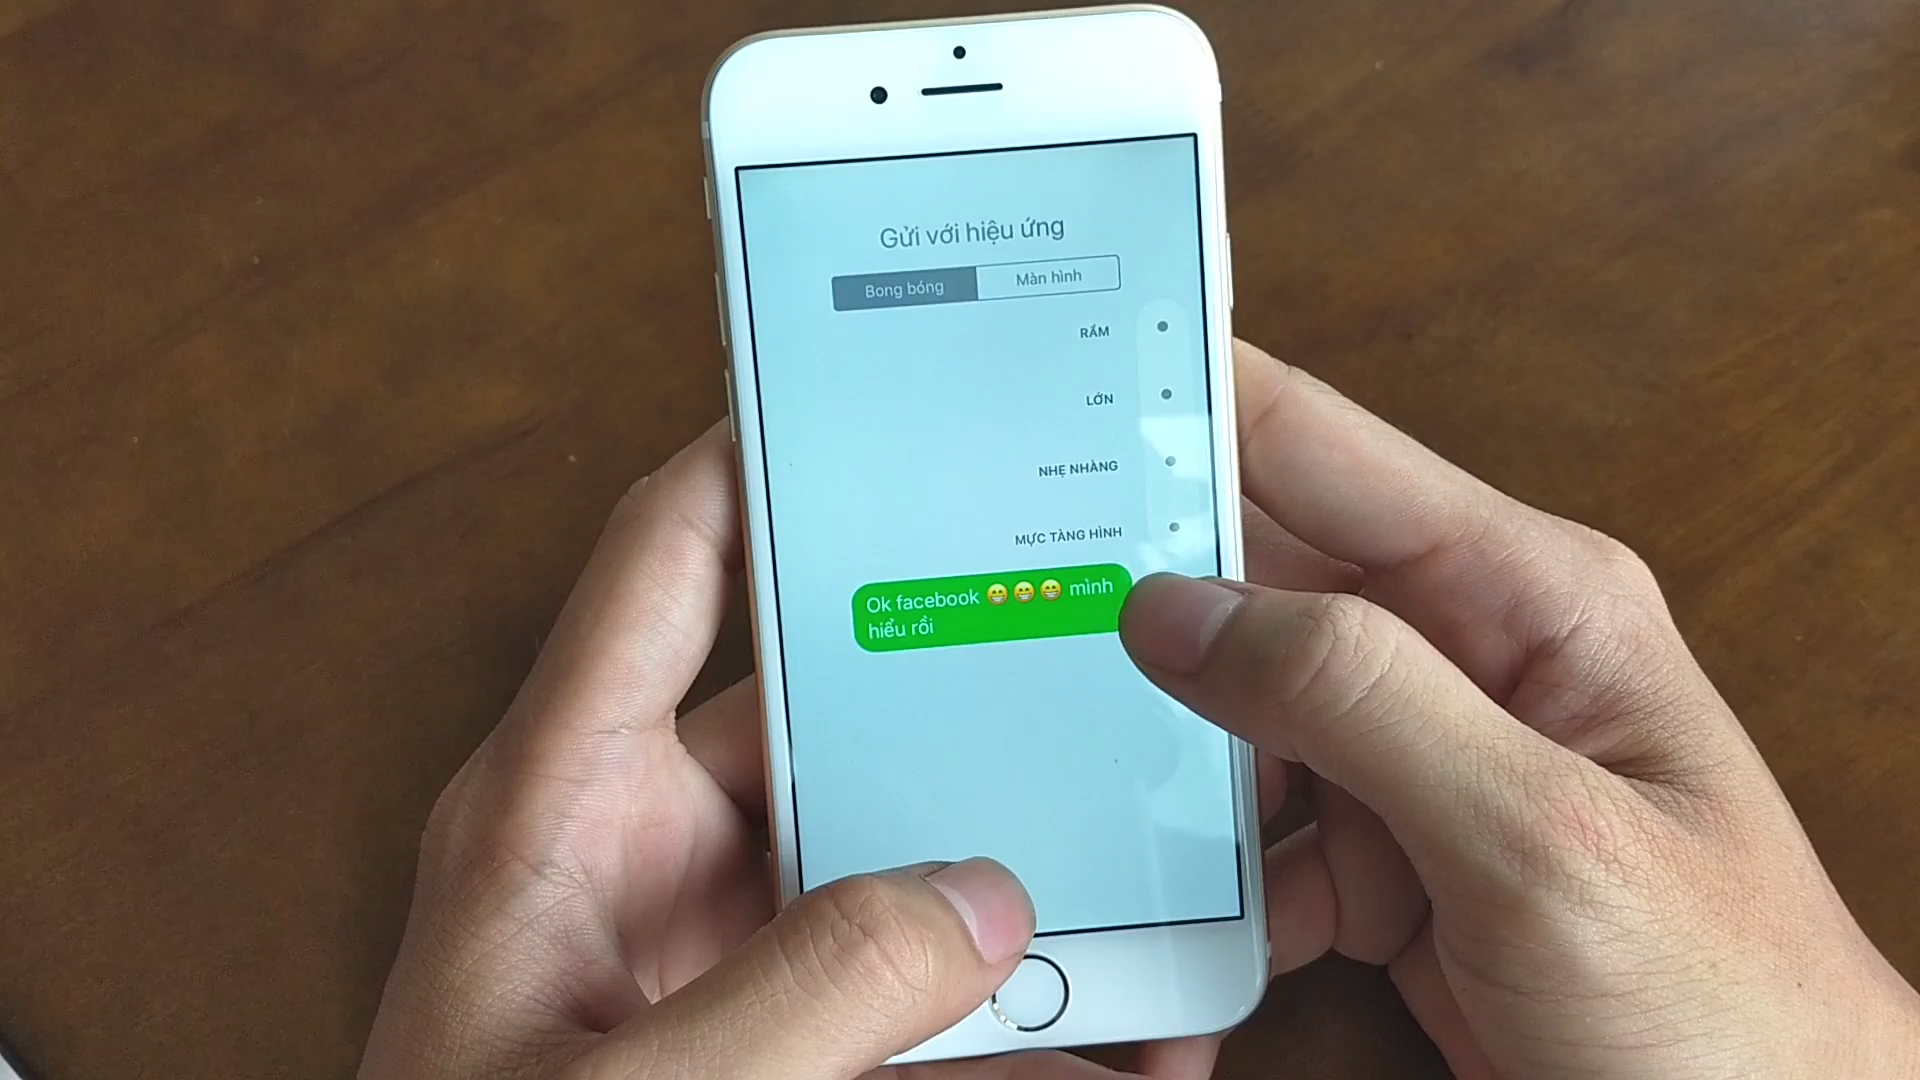 Gửi với hiệu ứng
Bong bóng
Màn hình
RẦM
LỚN
NHẸ NHÀNG
MỰC TÀNG HÌNH
Ok facebook 😁😁😁 mình
hiểu rồi